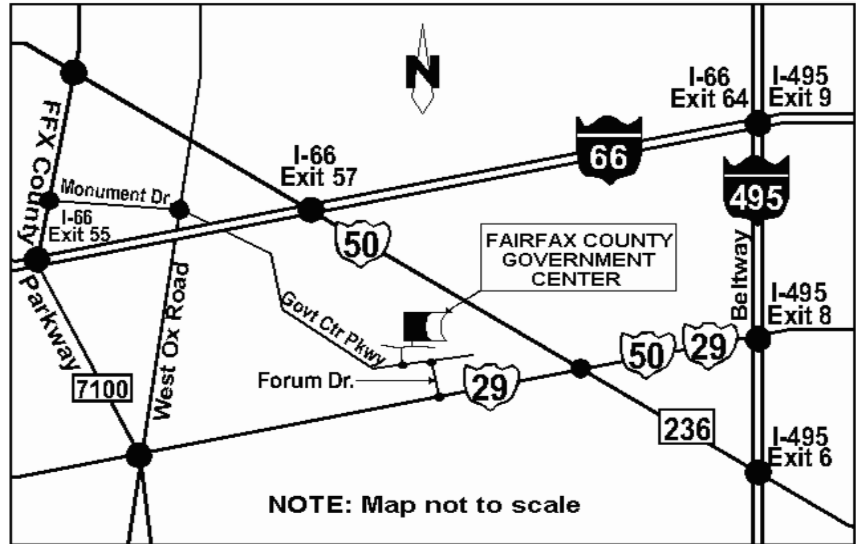 N
I-66
Exit 64
I-495
Exit 9
66
495
FFX County
Parkway
Monument Dr
I-66
Exit 55
I-66
Exit 57
50
FAIRFAX COUNTY
GOVERNMENT
CENTER
Beltway
I-495
Exit 8
West Ox Road
Govt Ctr Pkwy
Forum Dr.
29
50
29
7100
236
I-495
Exit 6
NOTE: Map not to scale